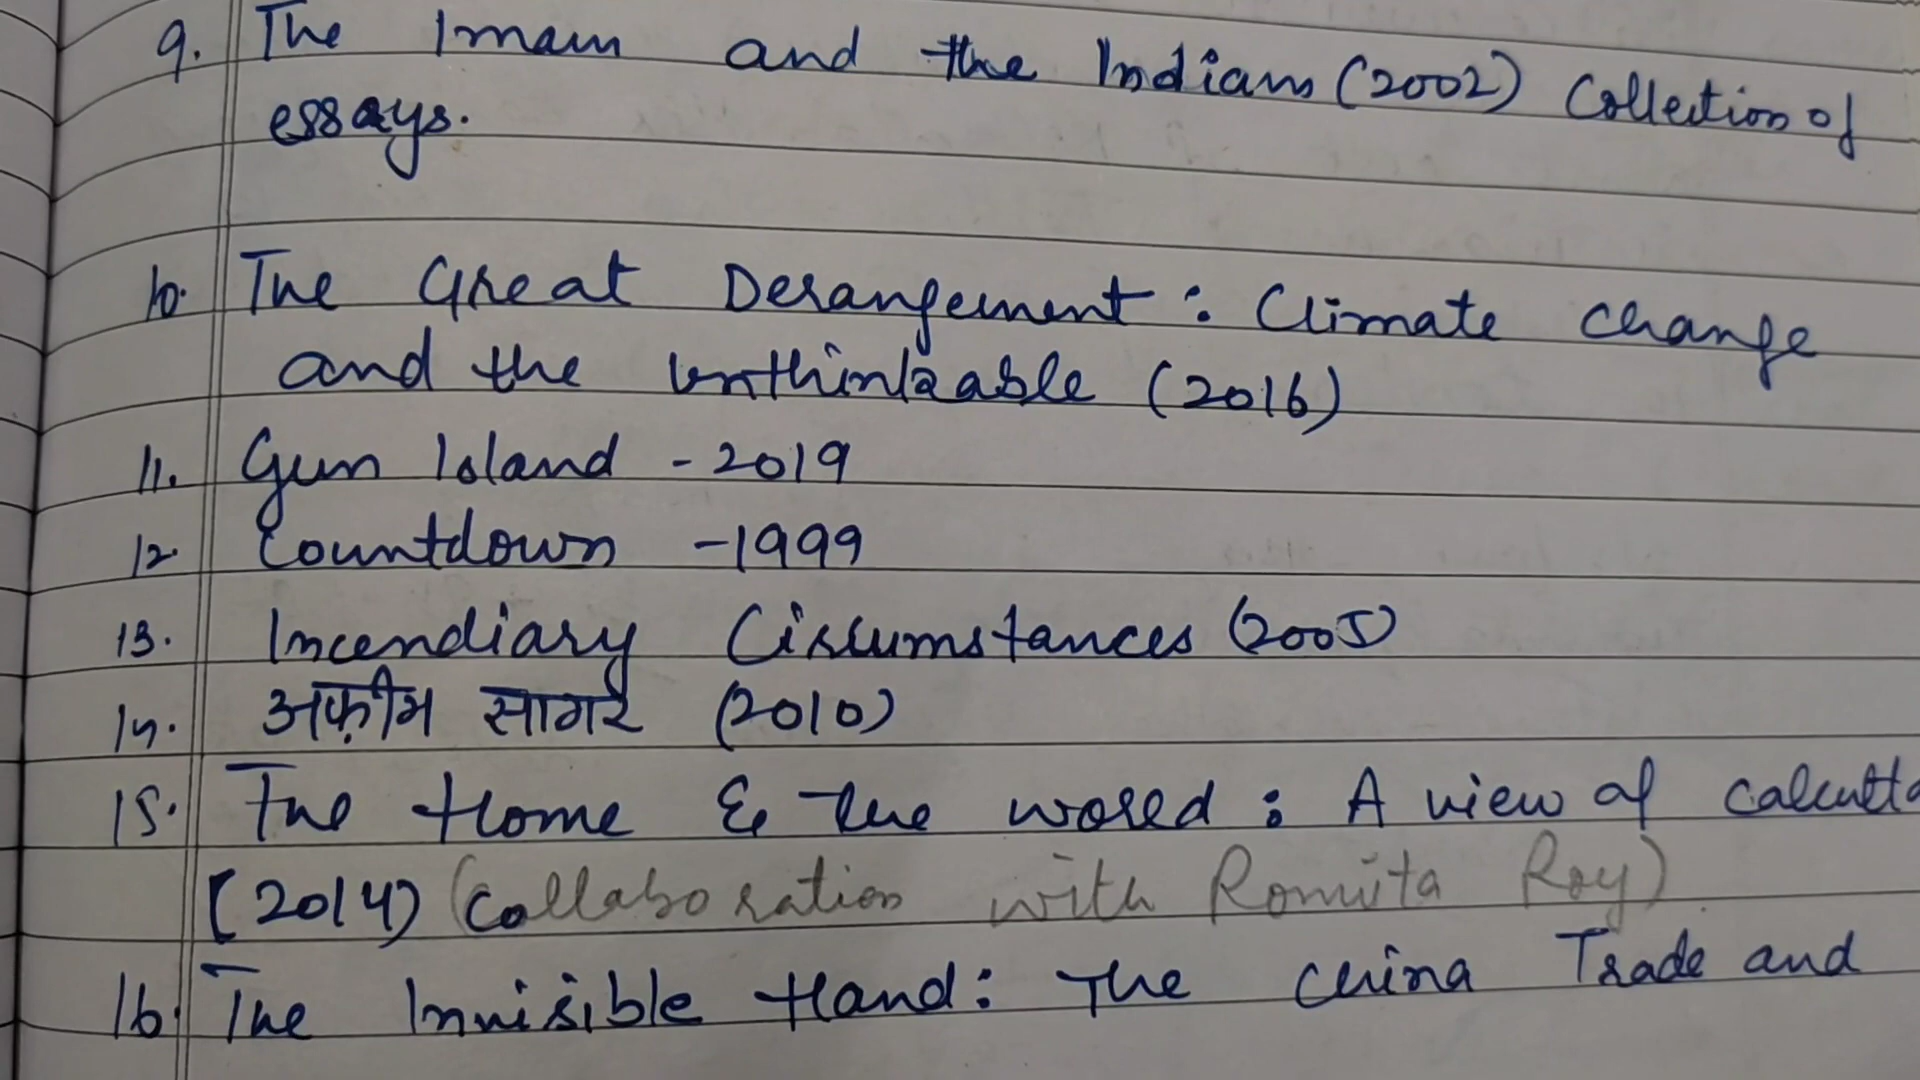 9. The Imam and the Indian (2002) Collection of
essays.
10. The Great Derangement : Climate change
and the Unthinkable (2016)
11. Gun Island - 2019
12. Countdown - 1999
13. Incendiary Circumstances (2005)
14. अफ़ीम सागर (2010)
15. The Home & the world : A view of Calcutta
[2014) (Collaboration with Romita Roy)
16. The Invisible Hand : The China Trade and